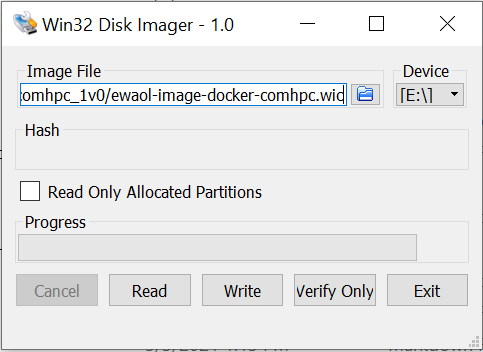 Win32 Disk Imager - 1.0
Image File
Device
comhpc_1v0/ewaol-image-docker-comhpc.wic
[E:\]
Hash
Read Only Allocated Partitions
Progress
Cancel
Read
Write
Verify Only
Exit